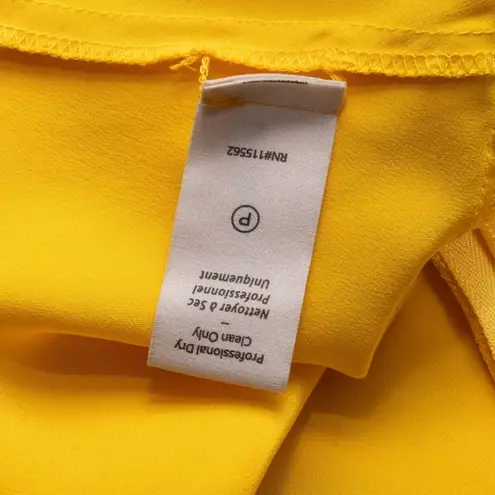 Professional Dry
Clean Only
–
Nettoyer à Sec
Professionnel
Uniquement
P
RN#115562